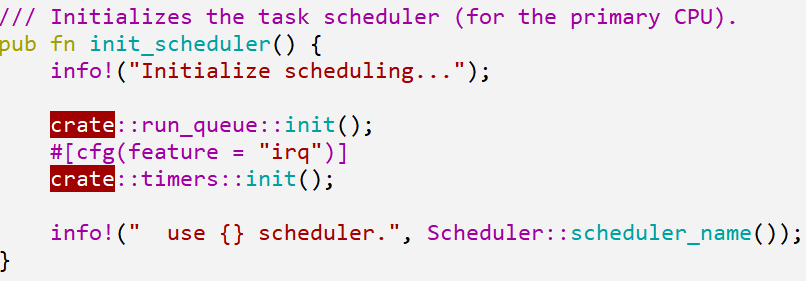 /// Initializes the task scheduler (for the primary CPU).
pub fn init_scheduler() {
    info!("Initialize scheduling...");

    crate::run_queue::init();
    #[cfg(feature = "irq")]
    crate::timers::init();

    info!("  use {} scheduler.", Scheduler::scheduler_name());
}